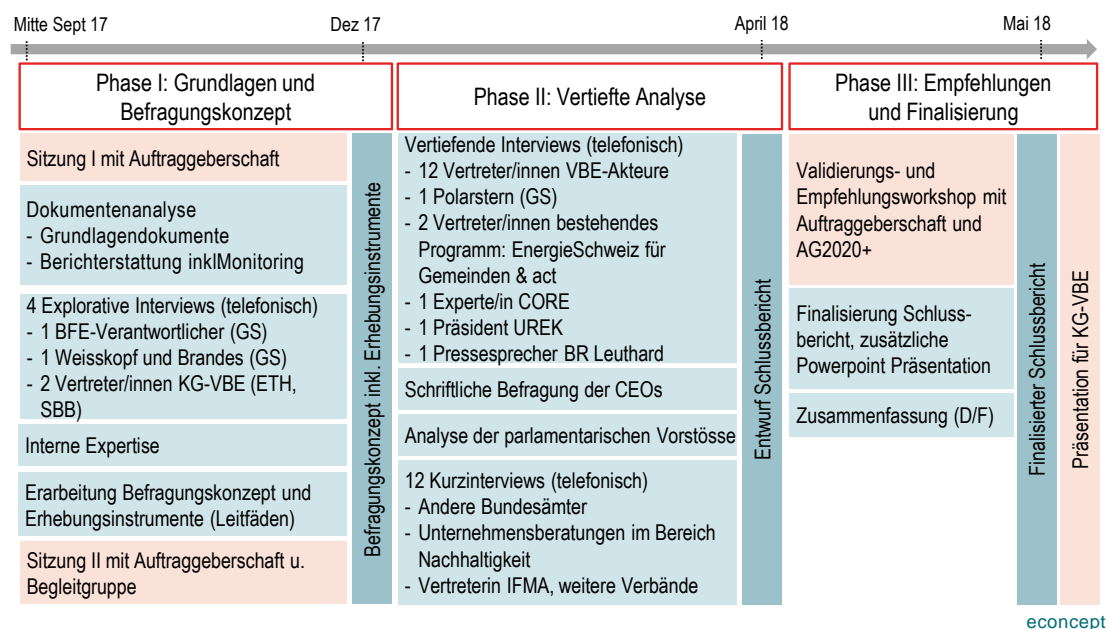 Mitte Sept 17
Dez 17
April 18
Mai 18
Phase I: Grundlagen und
Befragungskonzept
Phase II: Vertiefte Analyse
Phase III: Empfehlungen
und Finalisierung
Sitzung I mit Auftraggeberschaft
Dokumentenanalyse
- Grundlagendokumente
- Berichterstattung inklMonitoring
4 Explorative Interviews (telefonisch)
- 1 BFE-Verantwortlicher (GS)
- 1 Weisskopf und Brandes (GS)
- 2 Vertreter/innen KG-VBE (ETH,
SBB)
Interne Expertise
Erarbeitung Befragungskonzept und
Erhebungsinstrumente (Leitfäden)
Sitzung II mit Auftraggeberschaft u.
Begleitgruppe
Befragungskonzept inkl. Erhebungsinstrumente
Vertiefende Interviews (telefonisch)
- 12 Vertreter/innen VBE-Akteure
- 1 Polarstern (GS)
- 2 Vertreter/innen bestehendes
Programm: EnergieSchweiz für
Gemeinden & act
- 1 Experte/in CORE
- 1 Präsident UREK
- 1 Pressesprecher BR Leuthard
Schriftliche Befragung der CEOs
Analyse der parlamentarischen Vorstösse
12 Kurzinterviews (telefonisch)
- Andere Bundesämter
- Unternehmensberatungen im Bereich
Nachhaltigkeit
- Vertreterin IFMA, weitere Verbände
Entwurf Schlussbericht
Validierungs- und
Empfehlungsworkshop mit
Auftraggeberschaft und
AG2020+
Finalisierung Schluss-
bericht, zusätzliche
Powerpoint Präsentation
Zusammenfassung (D/F)
Finalisierter Schlussbericht
Präsentation für KG-VBE
econcept